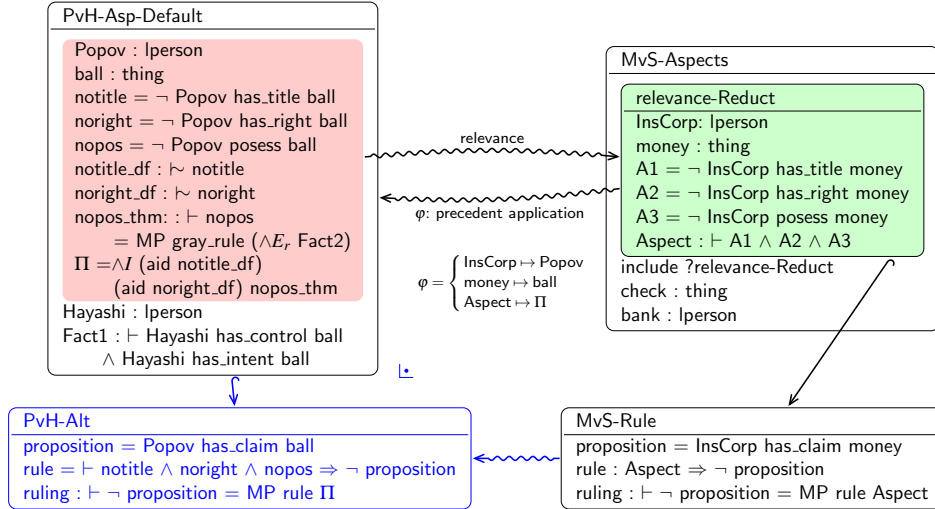 PvH-Asp-Default
Popov : lperson
ball : thing
notitle = ¬ Popov has_title ball
noright = ¬ Popov has_right ball
nopos = ¬ Popov posess ball
notitle_df : ⊢∼ notitle
noright_df : ⊢∼ noright
nopos_thm: : ⊢ nopos
= MP gray_rule (∧E_r Fact2)
Π =∧I (aid notitle_df)
(aid noright_df) nopos_thm
Hayashi : lperson
Fact1 : ⊢ Hayashi has_control ball
∧ Hayashi has_intent ball
relevance
φ: precedent application
φ = { InsCorp ↦ Popov
money ↦ ball
Aspect ↦ Π
MvS-Aspects
relevance-Reduct
InsCorp: lperson
money : thing
A1 = ¬ InsCorp has_title money
A2 = ¬ InsCorp has_right money
A3 = ¬ InsCorp posess money
Aspect : ⊢ A1 ∧ A2 ∧ A3
include ?relevance-Reduct
check : thing
bank : lperson
PvH-Alt
proposition = Popov has_claim ball
rule = ⊢ notitle ∧ noright ∧ nopos ⇒ ¬ proposition
ruling : ⊢ ¬ proposition = MP rule Π
MvS-Rule
proposition = InsCorp has_claim money
rule : Aspect ⇒ ¬ proposition
ruling : ⊢ ¬ proposition = MP rule Aspect